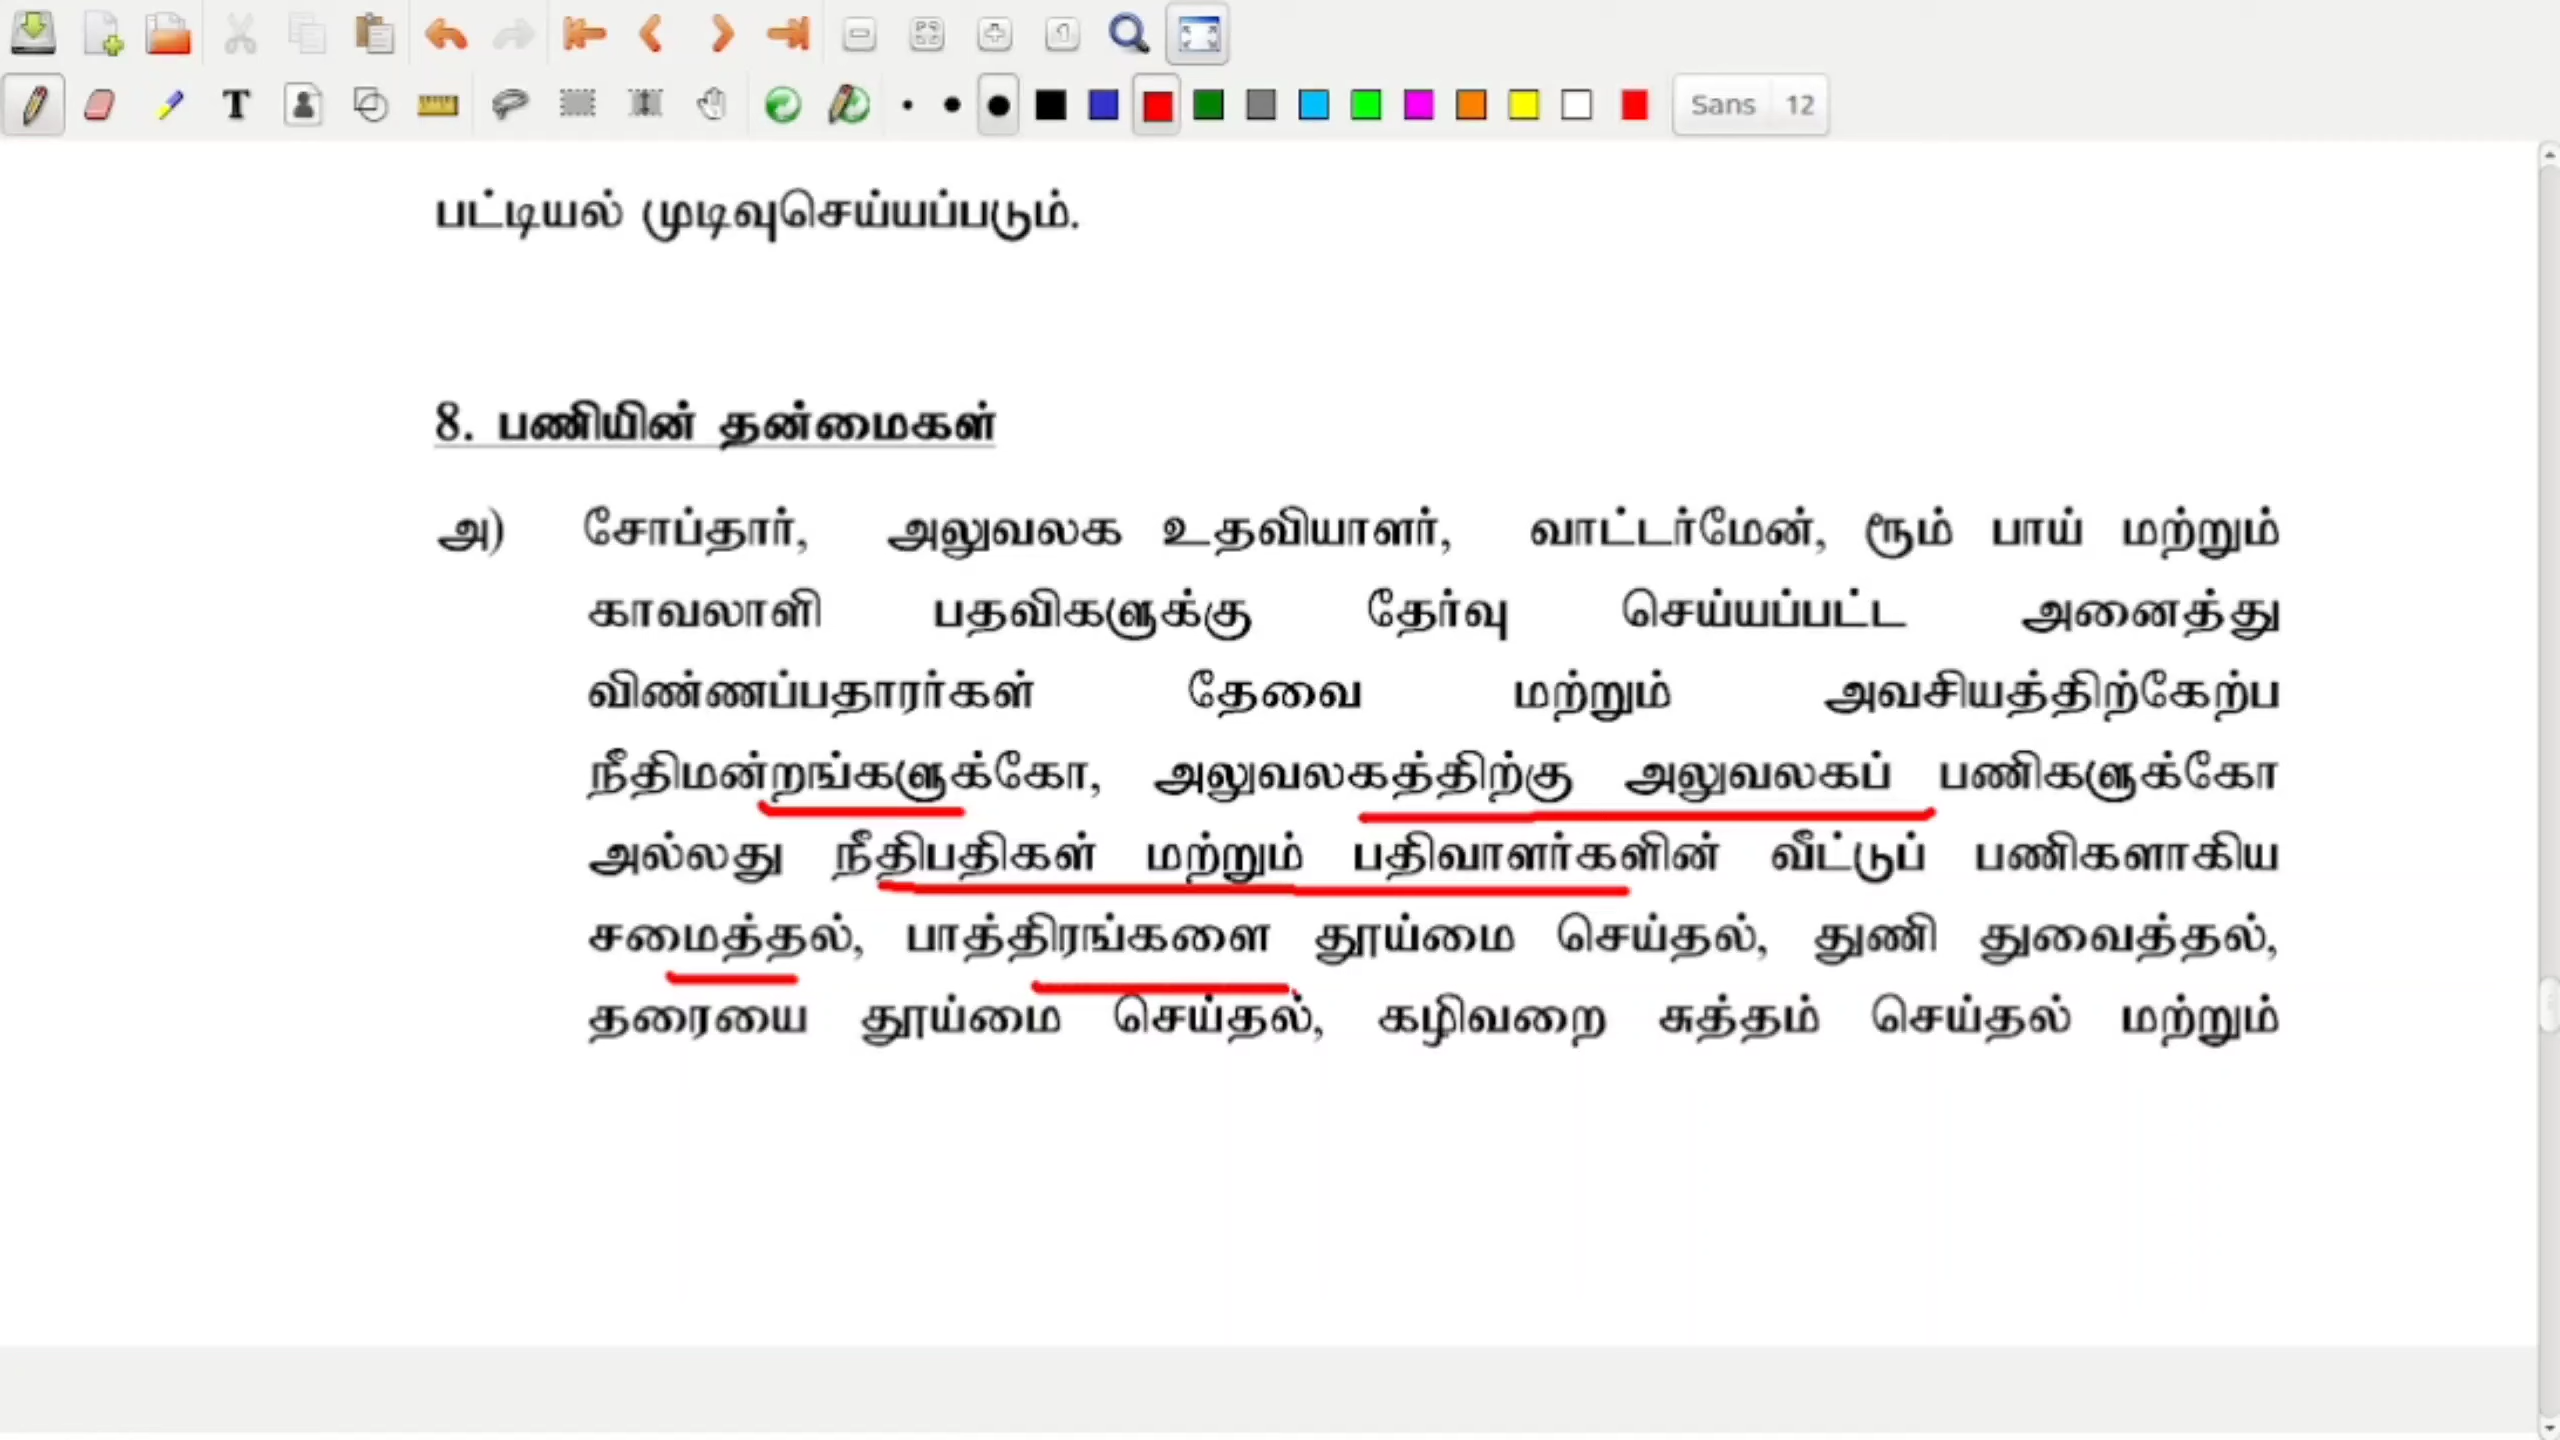 T
Sans 12
பட்டியல் முடிவுசெய்யப்படும்.
8. பணியின் தன்மைகள்
அ) சோப்தார், அலுவலக உதவியாளர், வாட்டர்மேன், ரூம் பாய் மற்றும்
காவலாளி பதவிகளுக்கு தேர்வு செய்யப்பட்ட அனைத்து
விண்ணப்பதாரர்கள் தேவை மற்றும் அவசியத்திற்கேற்ப
நீதிமன்றங்களுக்கோ, அலுவலகத்திற்கு அலுவலகப் பணிகளுக்கோ
அல்லது நீதிபதிகள் மற்றும் பதிவாளர்களின் வீட்டுப் பணிகளாகிய
சமைத்தல், பாத்திரங்களை தூய்மை செய்தல், துணி துவைத்தல்,
தரையை தூய்மை செய்தல், கழிவறை சுத்தம் செய்தல் மற்றும்